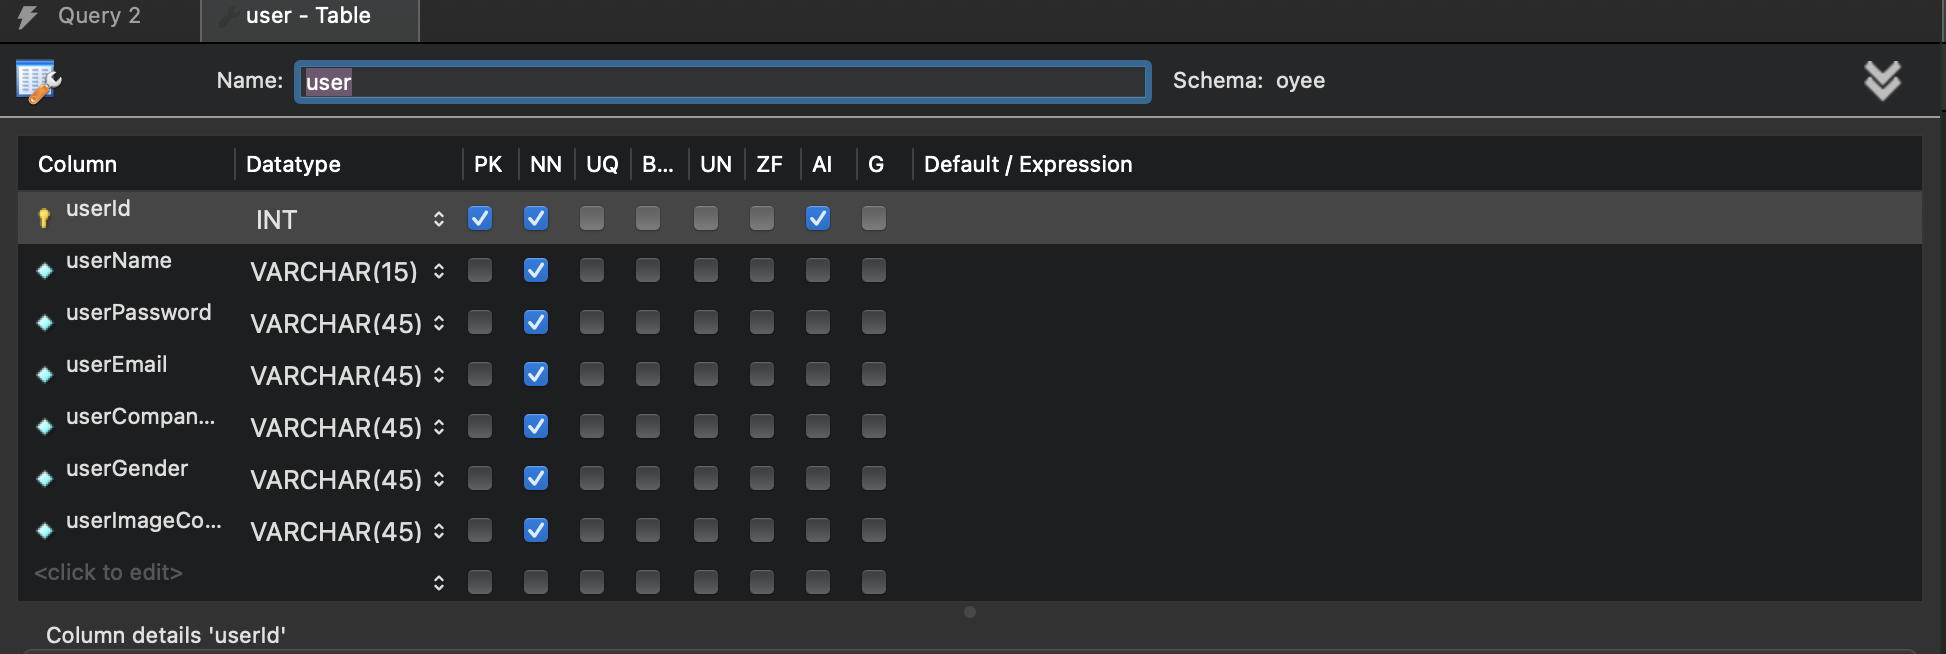 Query 2 user - Table
Name: user Schema: oyee
Column Datatype PK NN UQ B... UN ZF AI G Default / Expression
userId INT
userName VARCHAR(15)
userPassword VARCHAR(45)
userEmail VARCHAR(45)
userCompan... VARCHAR(45)
userGender VARCHAR(45)
userImageCo... VARCHAR(45)
<click to edit>
Column details 'userId'